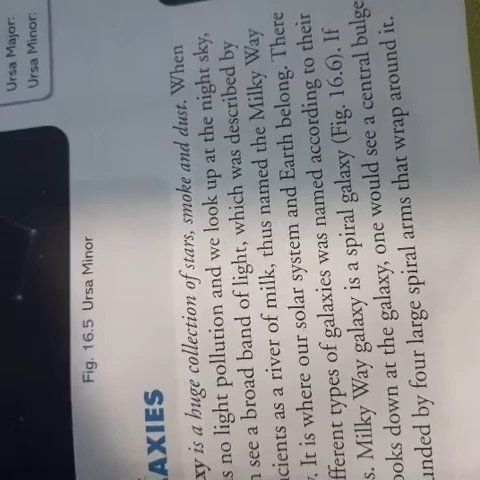 Ursa Major:
Ursa Minor:
Fig. 16.5 Ursa Minor
AXIES
xy is a huge collection of stars, smoke and dust. When
s no light pollution and we look up at the night sky,
n see a broad band of light, which was described by
cients as a river of milk, thus named the Milky Way
. It is where our solar system and Earth belong. There
fferent types of galaxies was named according to their
s. Milky Way galaxy is a spiral galaxy (Fig. 16.6). If
ooks down at the galaxy, one would see a central bulge
unded by four large spiral arms that wrap around it.